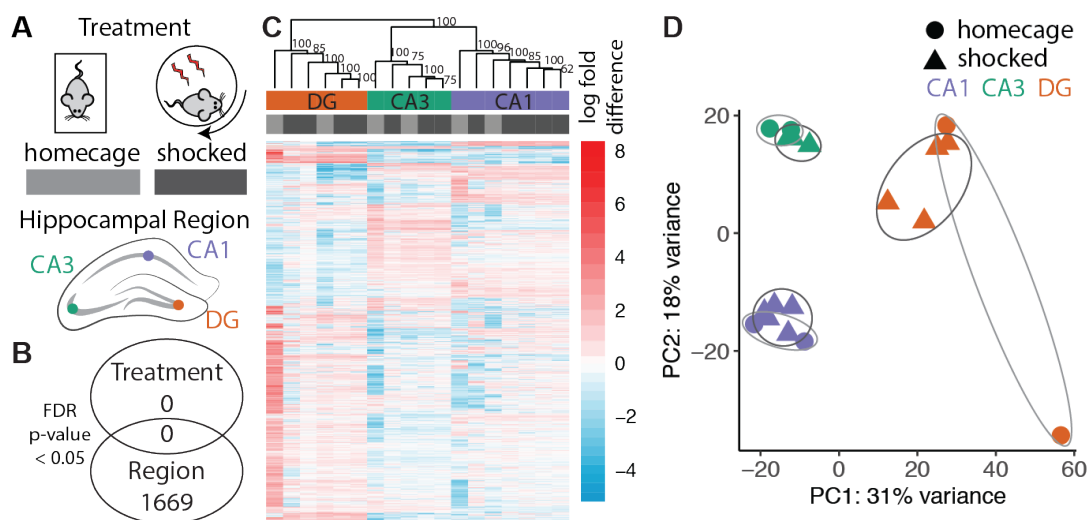 A
Treatment
homecage
shocked
Hippocampal Region
CA1
CA3
DG
B
Treatment
0
FDR
p-value
< 0.05
0
Region
1669
C
100
100
85
100
100
100
100
75
100
75
100
96
100
85
100
62
DG
CA3
CA1
log fold
difference
8
6
4
2
0
−2
−4
D
homecage
shocked
CA1 CA3 DG
PC2: 18% variance
20
0
−20
−20
0
20
40
60
PC1: 31% variance